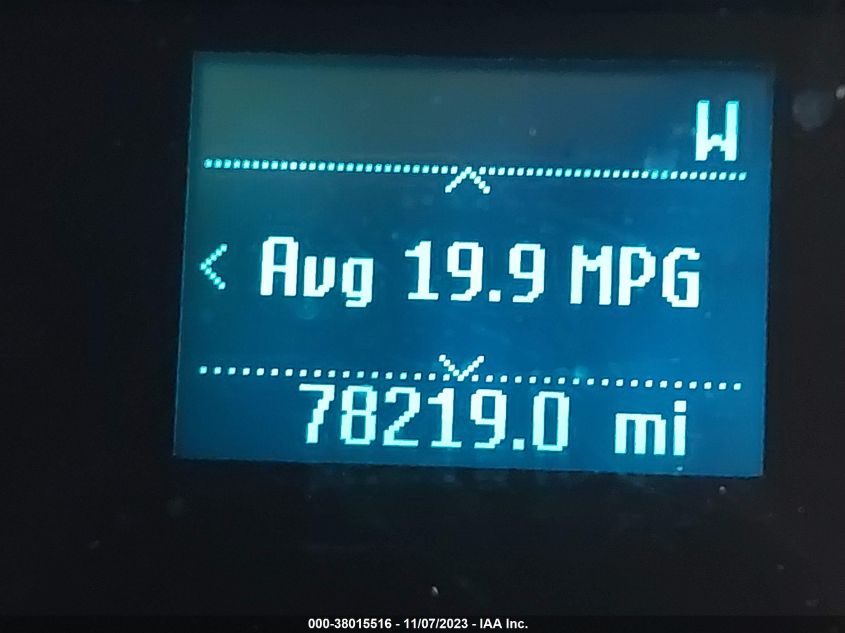 W
< Avg 19.9 MPG
78219.0 mi
000-38015516 - 11/07/2023 - IAA Inc.